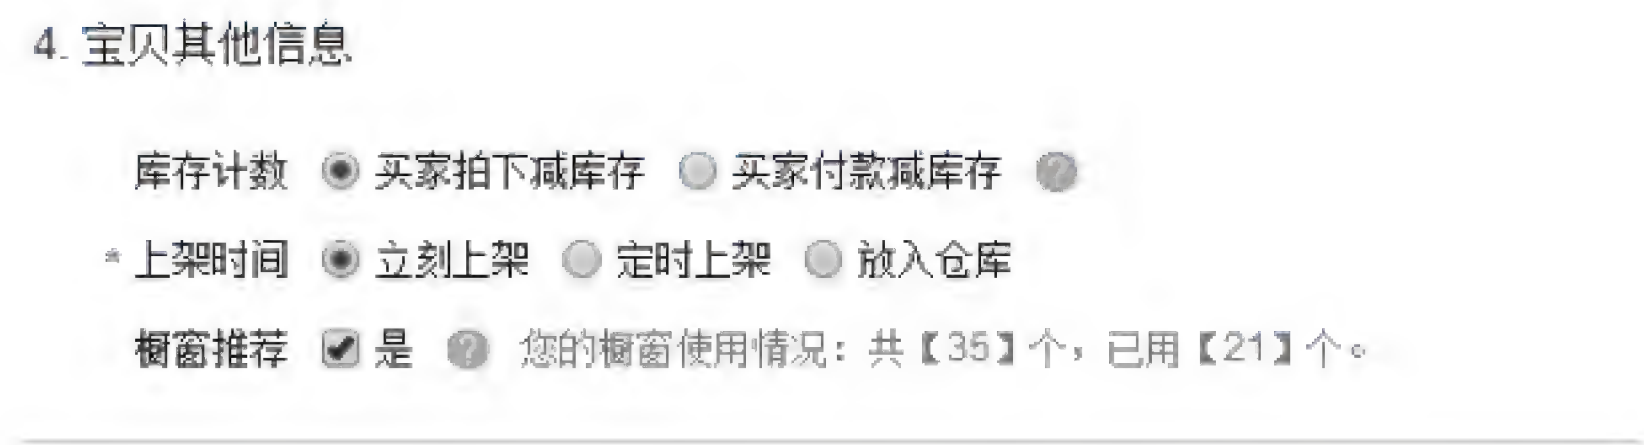 4. 宝贝其他信息
库存计数 买家拍下减库存 买家付款减库存 ?
* 上架时间 立刻上架 定时上架 放入仓库
橱窗推荐 是 ? 您的橱窗使用情况：共【35】个，已用【21】个。